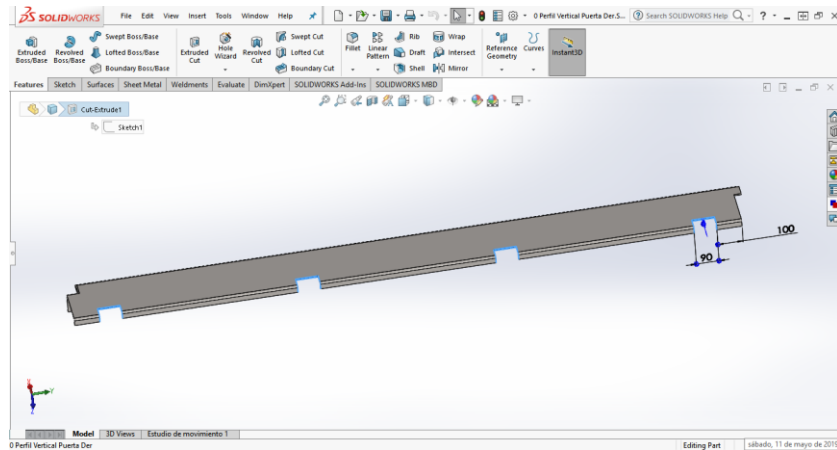 SOLIDWORKS File Edit View Insert Tools Window Help 0 Perfil Vertical Puerta Der.S... Search SOLIDWORKS Help
Extruded Boss/Base
Revolved Boss/Base
Swept Boss/Base
Lofted Boss/Base
Boundary Boss/Base
Extruded Cut
Hole Wizard
Revolved Cut
Swept Cut
Lofted Cut
Boundary Cut
Fillet
Linear Pattern
Rib
Draft
Shell
Wrap
Intersect
Mirror
Reference Geometry
Curves
Instant3D
Features Sketch Surfaces Sheet Metal Weldments Evaluate DimXpert SOLIDWORKS Add-Ins SOLIDWORKS MBD
Cut-Extrude1
Sketch1
100
90
Model 3D Views Estudio de movimiento 1
0 Perfil Vertical Puerta Der Editing Part sábado, 11 de mayo de 2019